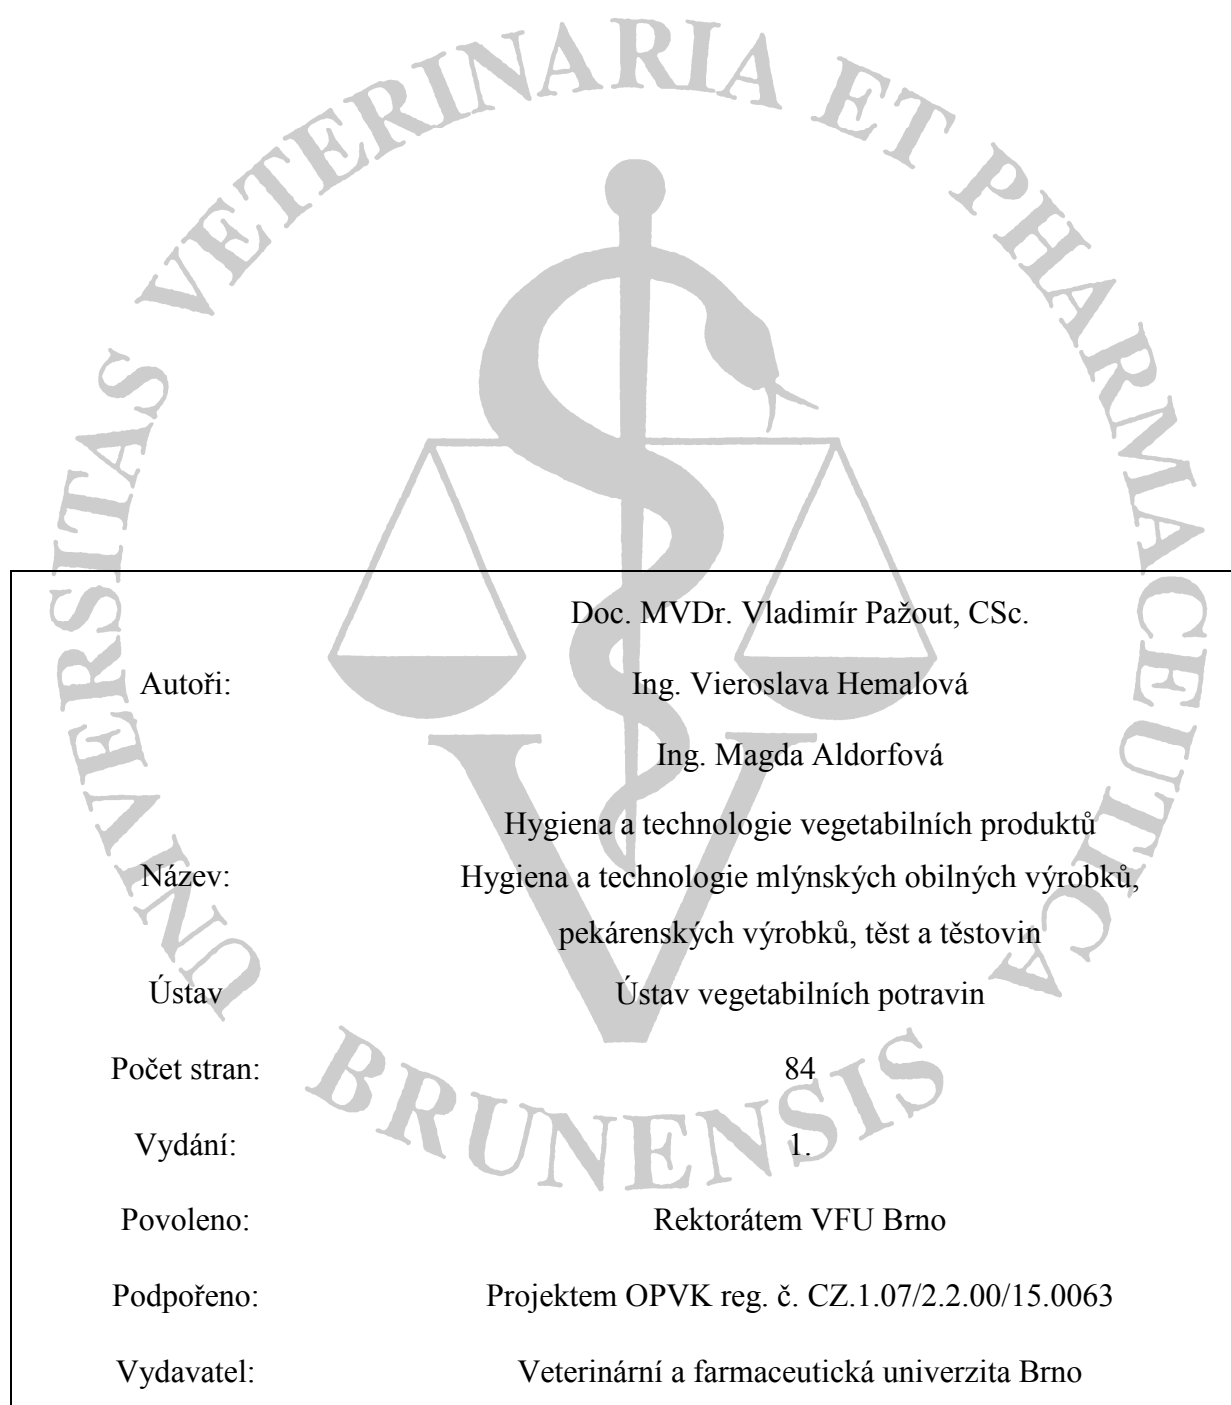 UNIVERSITAS VETERINARIA ET PHARMACEUTICA
BRUNENSIS
Autoři:
Doc. MVDr. Vladimír Pažout, CSc.
Ing. Vieroslava Hemalová
Ing. Magda Aldorfová
Název:
Hygiena a technologie vegetabilních produktů
Hygiena a technologie mlýnských obilných výrobků,
pekárenských výrobků, těst a těstovin
Ústav
Ústav vegetabilních potravin
Počet stran:
84
Vydání:
1.
Povoleno:
Rektorátem VFU Brno
Podpořeno:
Projektem OPVK reg. č. CZ.1.07/2.2.00/15.0063
Vydavatel:
Veterinární a farmaceutická univerzita Brno